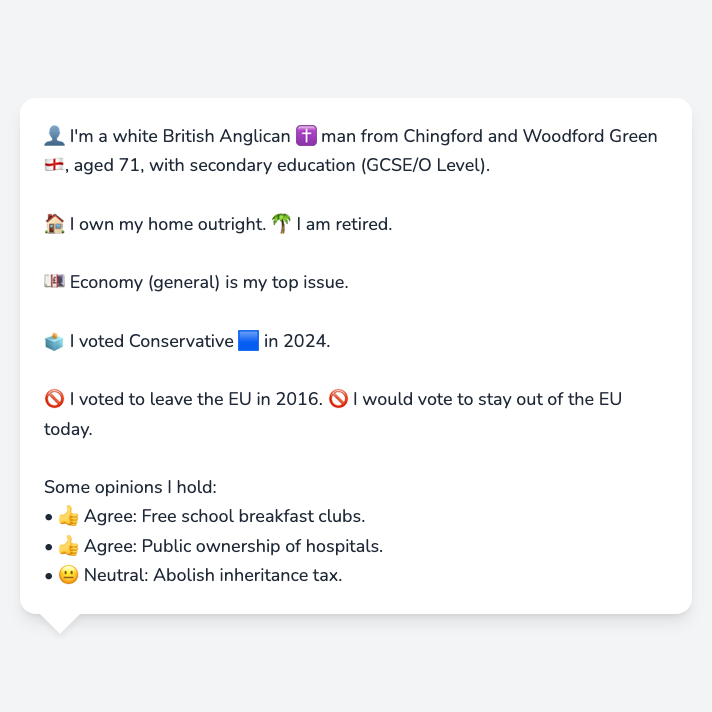 👤 I'm a white British Anglican ✝️ man from Chingford and Woodford Green
🏴󠁧󠁢󠁥󠁮󠁧󠁿, aged 71, with secondary education (GCSE/O Level).
🏠 I own my home outright. 🌴 I am retired.
💷 Economy (general) is my top issue.
🗳️ I voted Conservative 🟦 in 2024.
🚫 I voted to leave the EU in 2016. 🚫 I would vote to stay out of the EU
today.
Some opinions I hold:
• 👍 Agree: Free school breakfast clubs.
• 👍 Agree: Public ownership of hospitals.
• 😐 Neutral: Abolish inheritance tax.